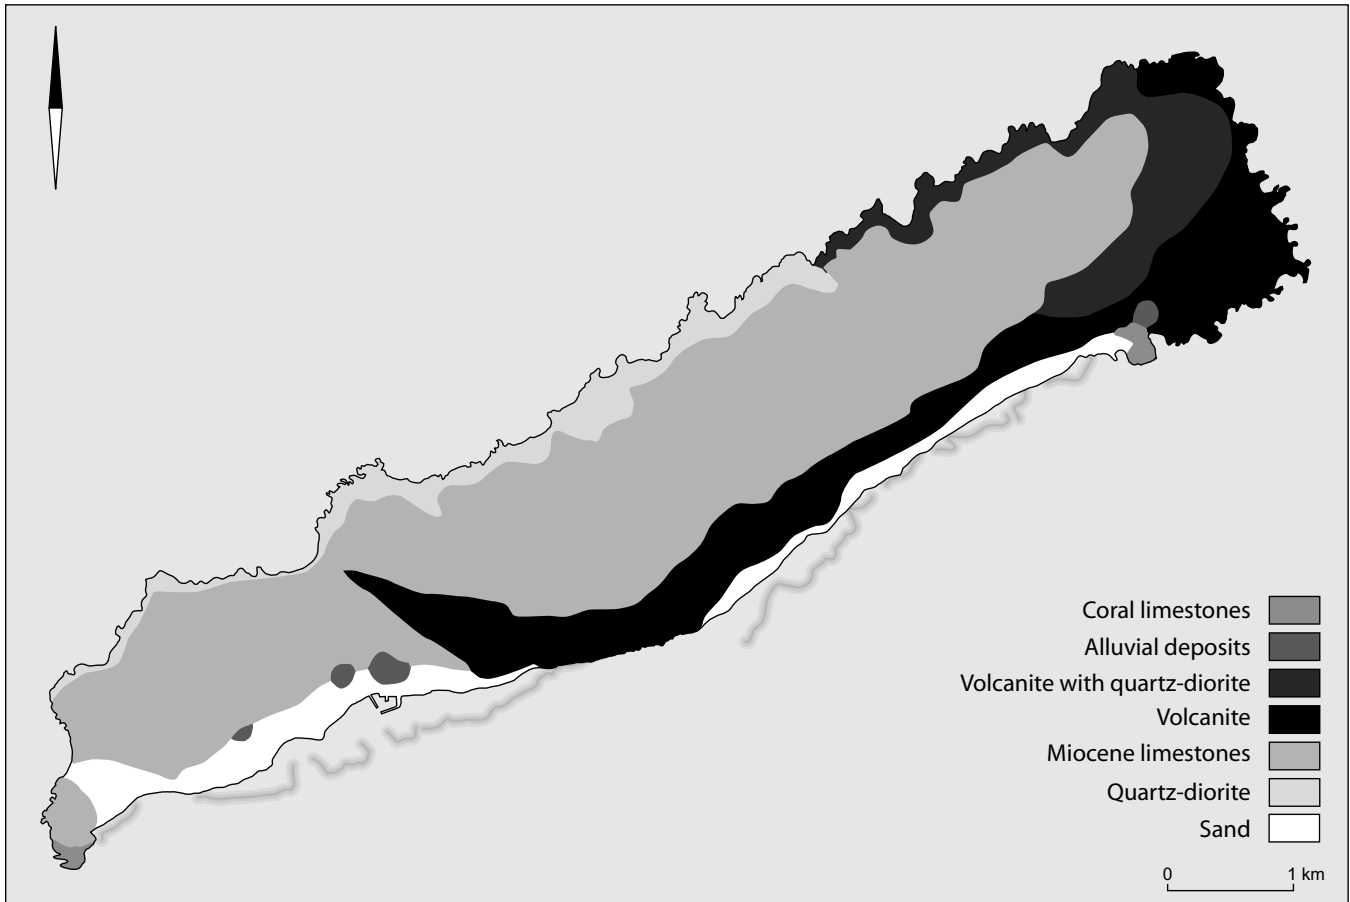 Coral limestones
Alluvial deposits
Volcanite with quartz-diorite
Volcanite
Miocene limestones
Quartz-diorite
Sand
0 1 km